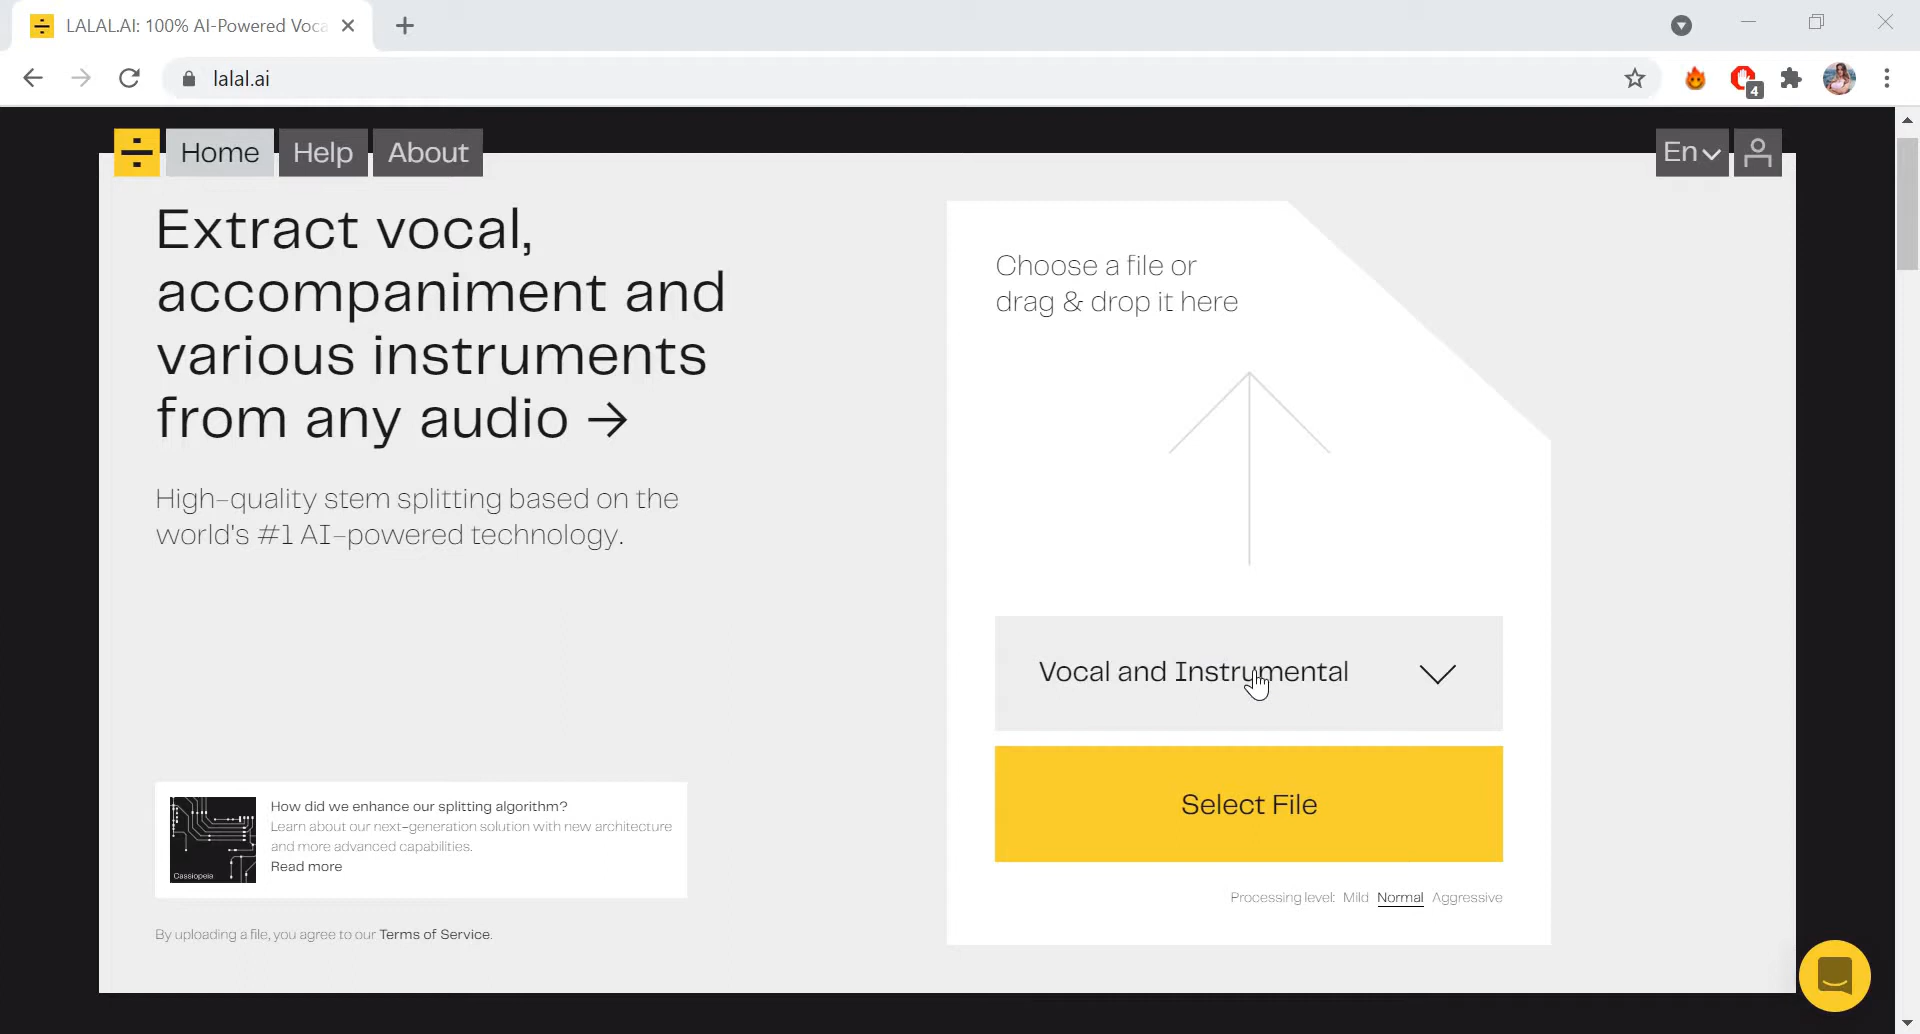 LALAL.AI: 100% AI-Powered Voca
lalal.ai
4
Home
Help
About
En
Extract vocal,
accompaniment and
various instruments
from any audio →
High-quality stem splitting based on the
world's #1 AI-powered technology.
Choose a file or
drag & drop it here
Vocal and Instrumental
Select File
Processing level: Mild Normal Aggressive
Cassiopeia
How did we enhance our splitting algorithm?
Learn about our next-generation solution with new architecture
and more advanced capabilities.
Read more
By uploading a file, you agree to our Terms of Service.